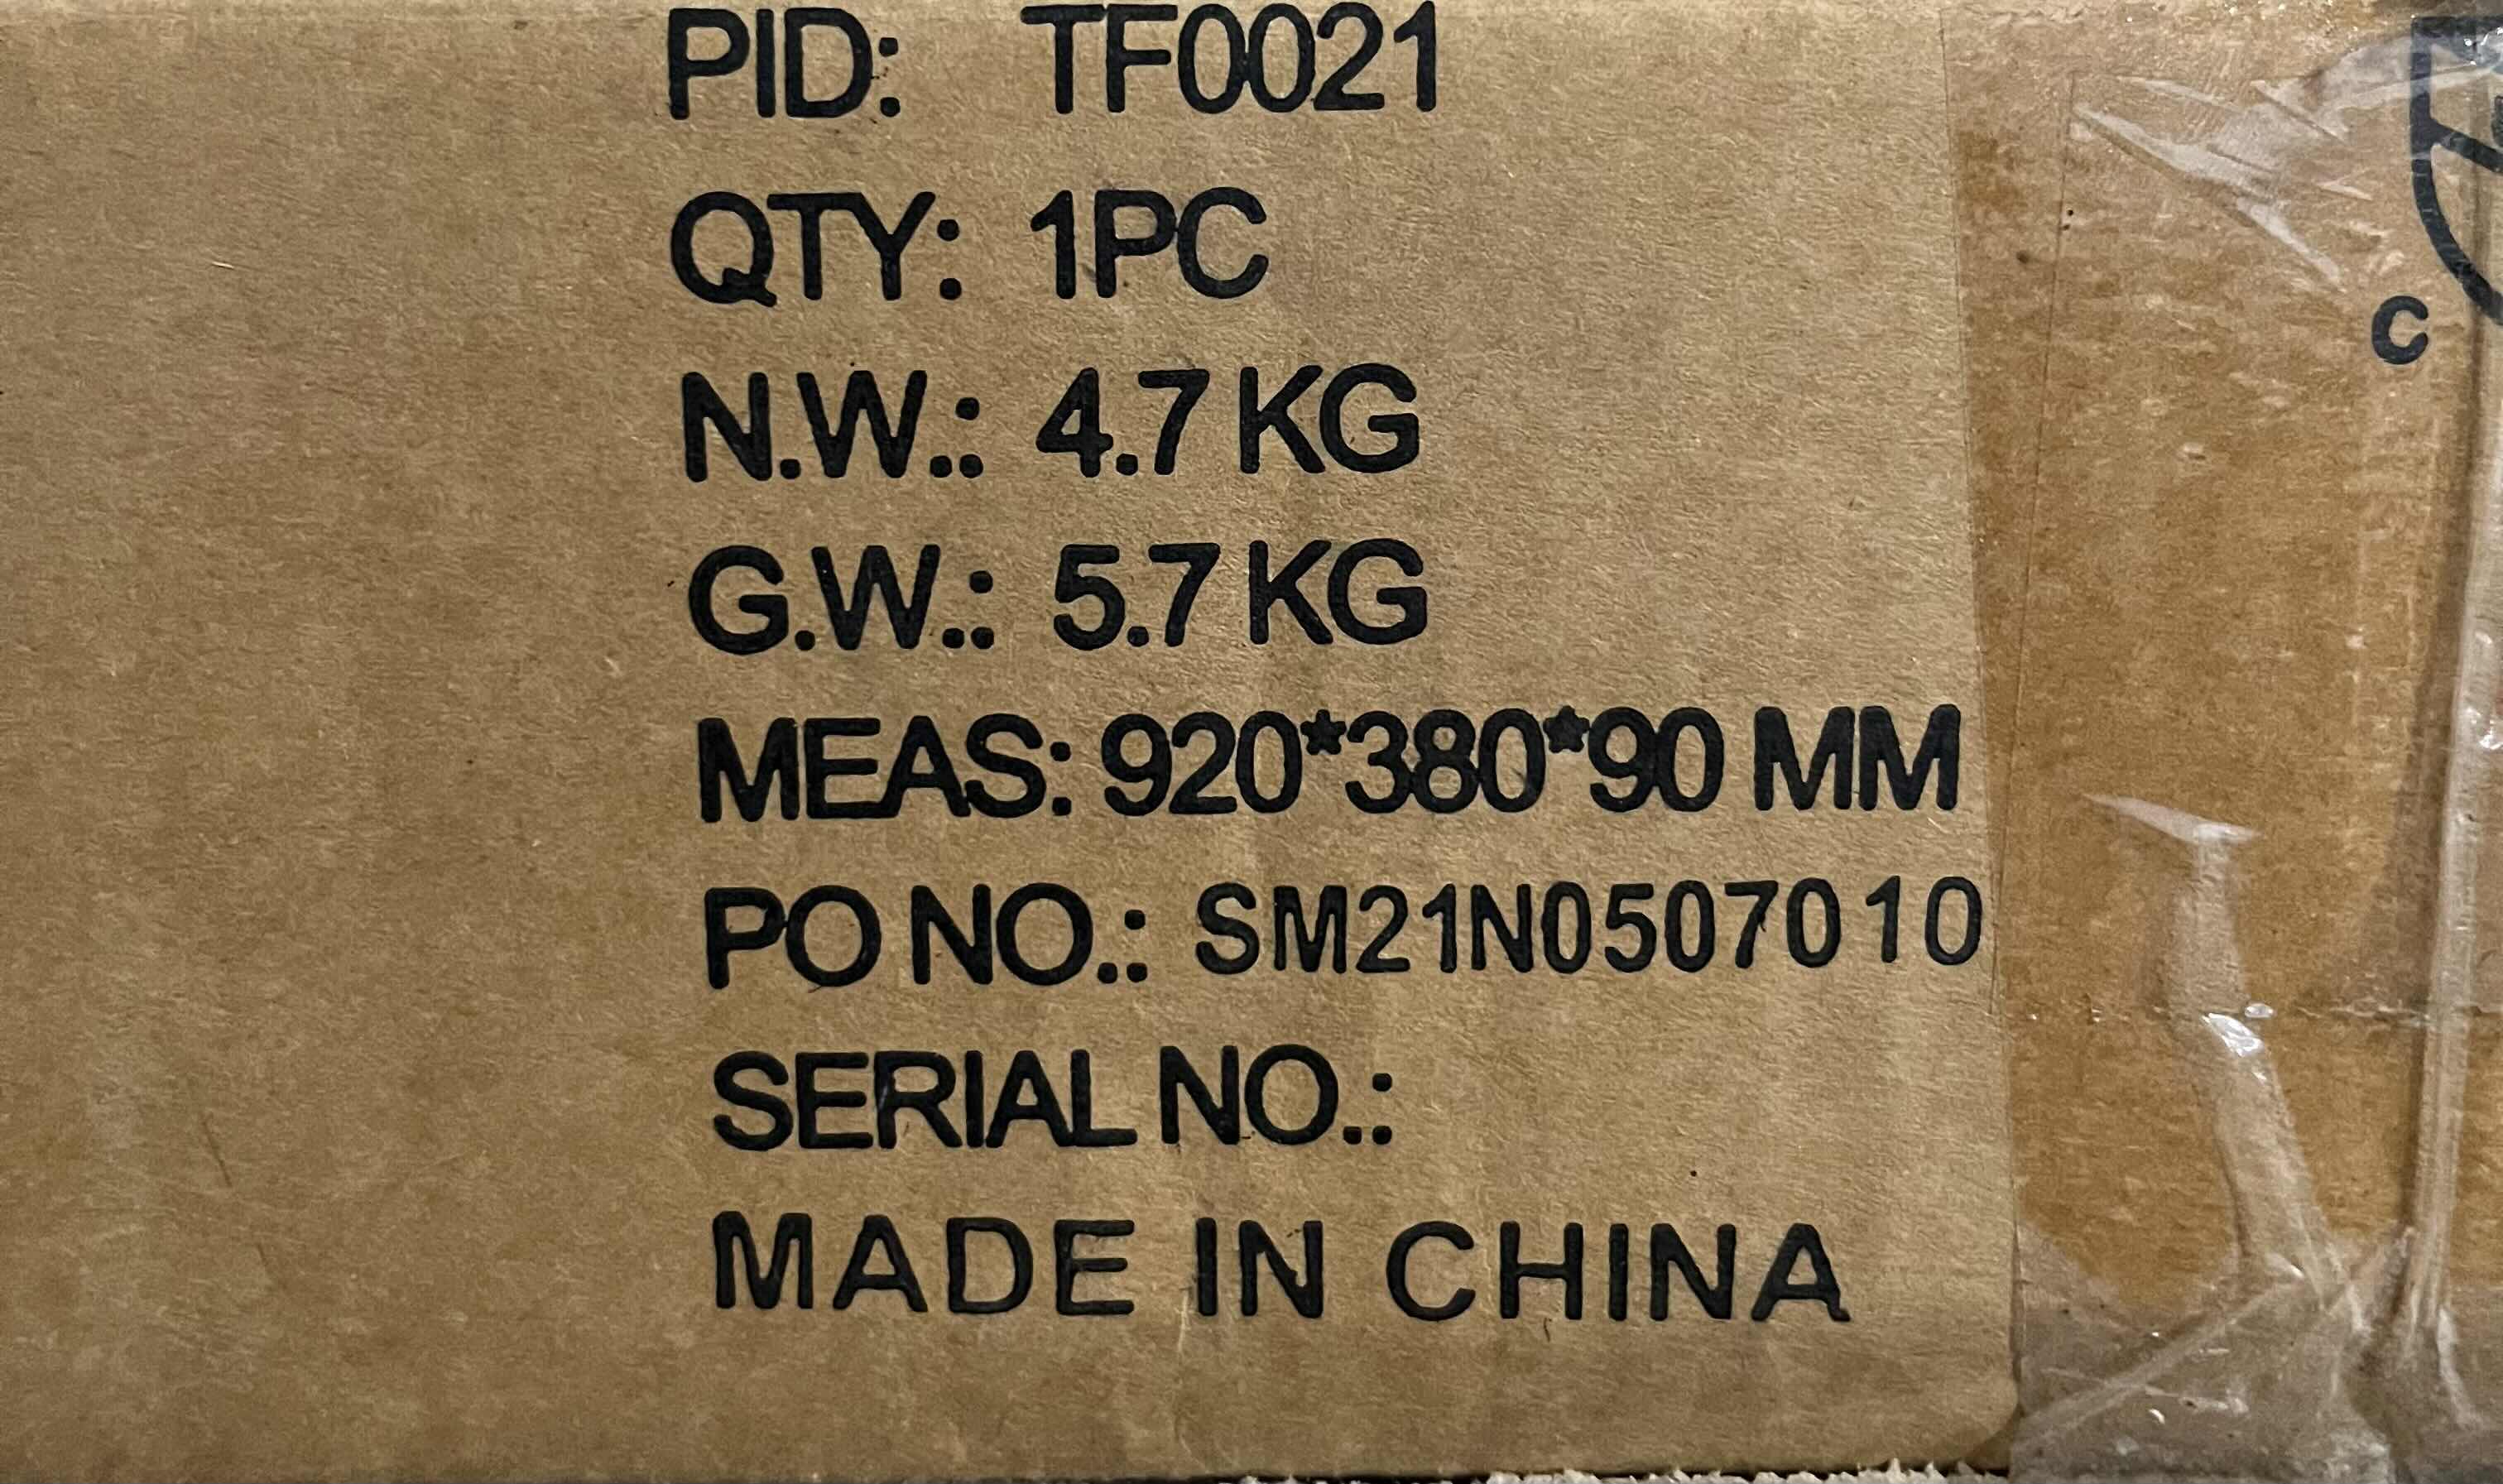 PID: TF0021
QTY: 1PC
N.W.: 4.7 KG
G.W.: 5.7 KG
MEAS: 920*380*90 MM
PO NO.: SM21N0507010
SERIAL NO.:
MADE IN CHINA
C